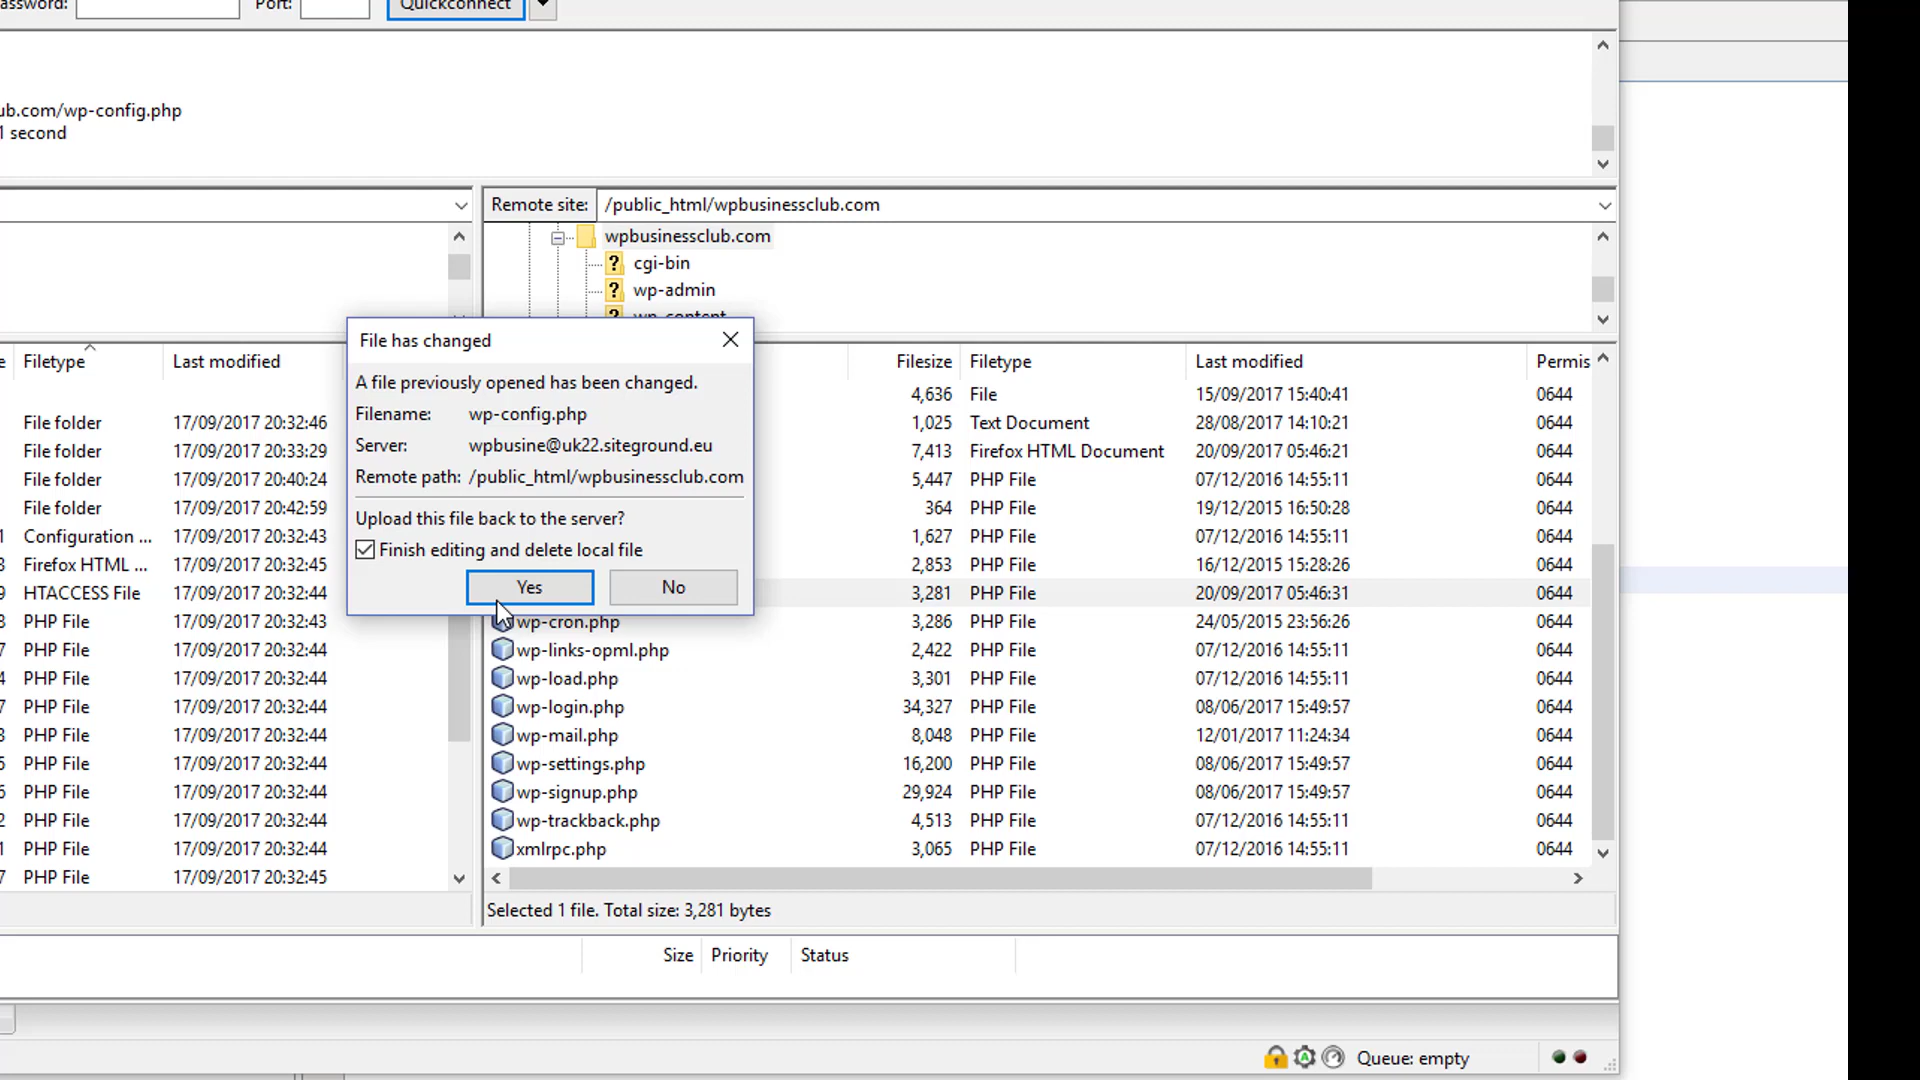 Port:
Quickconnect
/wp-config.php
1 second
Remote site: /public_html/wpbusinessclub.com
wpbusinessclub.com
cgi-bin
wp-admin
wp-content
File has changed
A file previously opened has been changed.
Filename: wp-config.php
Server: wpbusine@uk22.siteground.eu
Remote path: /public_html/wpbusinessclub.com
Upload this file back to the server?
Finish editing and delete local file
Yes No
Filetype Last modified
File folder 17/09/2017 20:32:46
File folder 17/09/2017 20:33:29
File folder 17/09/2017 20:40:24
File folder 17/09/2017 20:42:59
Configuration ... 17/09/2017 20:32:43
Firefox HTML ... 17/09/2017 20:32:45
HTACCESS File 17/09/2017 20:32:43
PHP File 17/09/2017 20:32:43
PHP File 17/09/2017 20:32:44
PHP File 17/09/2017 20:32:44
PHP File 17/09/2017 20:32:44
PHP File 17/09/2017 20:32:44
PHP File 17/09/2017 20:32:44
PHP File 17/09/2017 20:32:44
PHP File 17/09/2017 20:32:44
PHP File 17/09/2017 20:32:44
PHP File 17/09/2017 20:32:45
Filesize Filetype Last modified Permis
4,636 File 15/09/2017 15:40:41 0644
1,025 Text Document 28/08/2017 14:10:21 0644
7,413 Firefox HTML Document 20/09/2017 05:46:21 0644
5,447 PHP File 07/12/2016 14:55:11 0644
364 PHP File 19/12/2015 16:50:28 0644
1,627 PHP File 07/12/2016 14:55:11 0644
2,853 PHP File 16/12/2015 15:28:26 0644
3,281 PHP File 20/09/2017 05:46:31 0644
wp-cron.php 3,286 PHP File 24/05/2015 23:56:26 0644
wp-links-opml.php 2,422 PHP File 07/12/2016 14:55:11 0644
wp-load.php 3,301 PHP File 07/12/2016 14:55:11 0644
wp-login.php 34,327 PHP File 08/06/2017 15:49:57 0644
wp-mail.php 8,048 PHP File 12/01/2017 11:24:34 0644
wp-settings.php 16,200 PHP File 08/06/2017 15:49:57 0644
wp-signup.php 29,924 PHP File 08/06/2017 15:49:57 0644
wp-trackback.php 4,513 PHP File 07/12/2016 14:55:11 0644
xmlrpc.php 3,065 PHP File 07/12/2016 14:55:11 0644
Selected 1 file. Total size: 3,281 bytes
Size Priority Status
Queue: empty